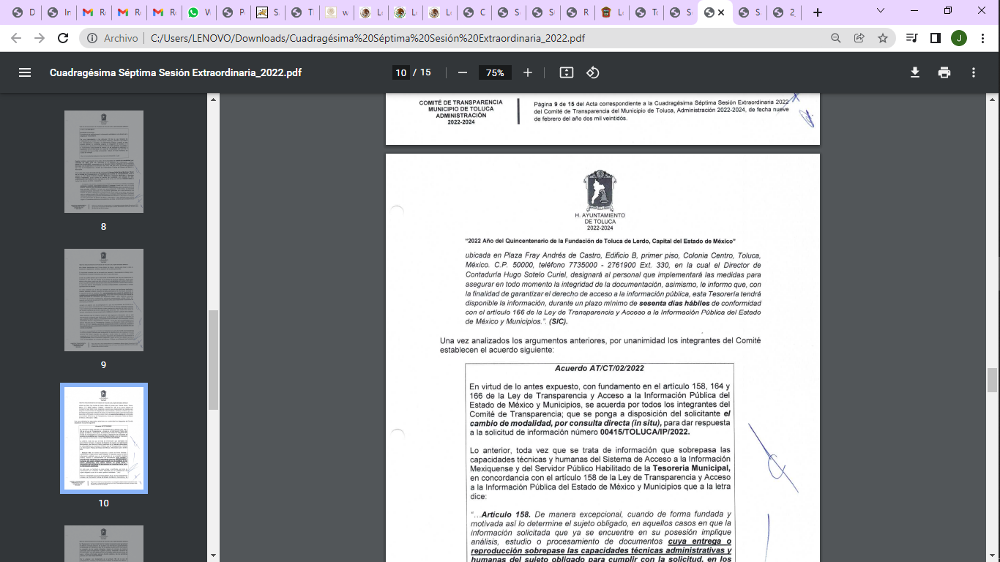 D
In
R
R
R
W
P
S
T
w
L
L
L
C
S
S
R
L
T
S
S
2
Archivo
C:/Users/LENOVO/Downloads/Cuadragésima%20Séptima%20Sesión%20Extraordinaria_2022.pdf
J
Cuadragésima Séptima Sesión Extraordinaria_2022.pdf
10 / 15
75%
8
9
10
COMITÉ DE TRANSPARENCIA
MUNICIPIO DE TOLUCA
ADMINISTRACIÓN
2022-2024
Página 9 de 15 del Acta correspondiente a la Cuadragésima Séptima Sesión Extraordinaria 2022
del Comité de Transparencia del Municipio de Toluca, Administración 2022-2024, de fecha nueve
de febrero del año dos mil veintidós.
H. AYUNTAMIENTO
DE TOLUCA
2022-2024
"2022 Año del Quincentenario de la Fundación de Toluca de Lerdo, Capital del Estado de México"
ubicada en Plaza Fray Andrés de Castro, Edificio B, primer piso, Colonia Centro, Toluca,
México. C.P. 50000, teléfono 7735000 - 2761900 Ext. 330, en la cual el Director de
Contaduría Hugo Sotelo Curiel, designará al personal que implementará las medidas para
asegurar en todo momento la integridad de la documentación, asimismo, le informo que, con
la finalidad de garantizar el derecho de acceso a la información pública, esta Tesorería tendrá
disponible la información, durante un plazo mínimo de sesenta días hábiles de conformidad
con el artículo 166 de la Ley de Transparencia y Acceso a la Información Pública del Estado
de México y Municipios.". (SIC).
Una vez analizados los argumentos anteriores, por unanimidad los integrantes del Comité
establecen el acuerdo siguiente:
Acuerdo AT/CT/02/2022
En virtud de lo antes expuesto, con fundamento en el artículo 158, 164 y
166 de la Ley de Transparencia y Acceso a la Información Pública del
Estado de México y Municipios, se acuerda por todos los integrantes del
Comité de Transparencia; que se ponga a disposición del solicitante el
cambio de modalidad, por consulta directa (in situ), para dar respuesta
a la solicitud de información número 00415/TOLUCA/IP/2022.
Lo anterior, toda vez que se trata de información que sobrepasa las
capacidades técnicas y humanas del Sistema de Acceso a la Información
Mexiquense y del Servidor Público Habilitado de la Tesorería Municipal,
en concordancia con el artículo 158 de la Ley de Transparencia y Acceso
a la Información Pública del Estado de México y Municipios que a la letra
dice:
"…Artículo 158. De manera excepcional, cuando de forma fundada y
motivada así lo determine el sujeto obligado, en aquellos casos en que la
información solicitada que ya se encuentre en su posesión implique
análisis, estudio o procesamiento de documentos cuya entrega o
reproducción sobrepase las capacidades técnicas administrativas y
humanas del sujeto obligado para cumplir con la solicitud, en los